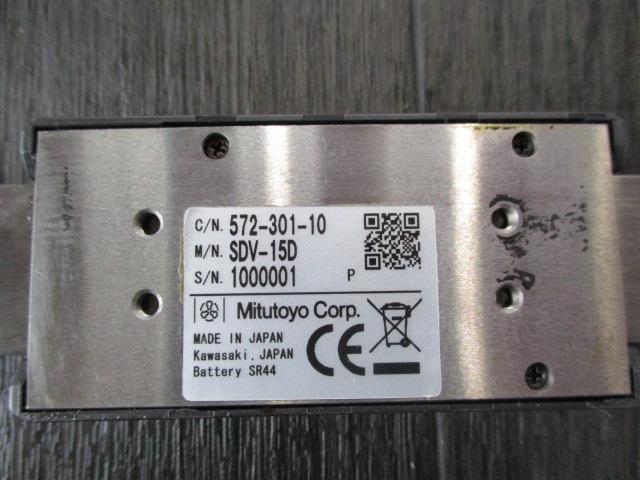 C/N. 572-301-10
M/N. SDV-15D
S/N. 1000001 P
Mitutoyo Corp.
MADE IN JAPAN
Kawasaki, JAPAN
Battery SR44
CE